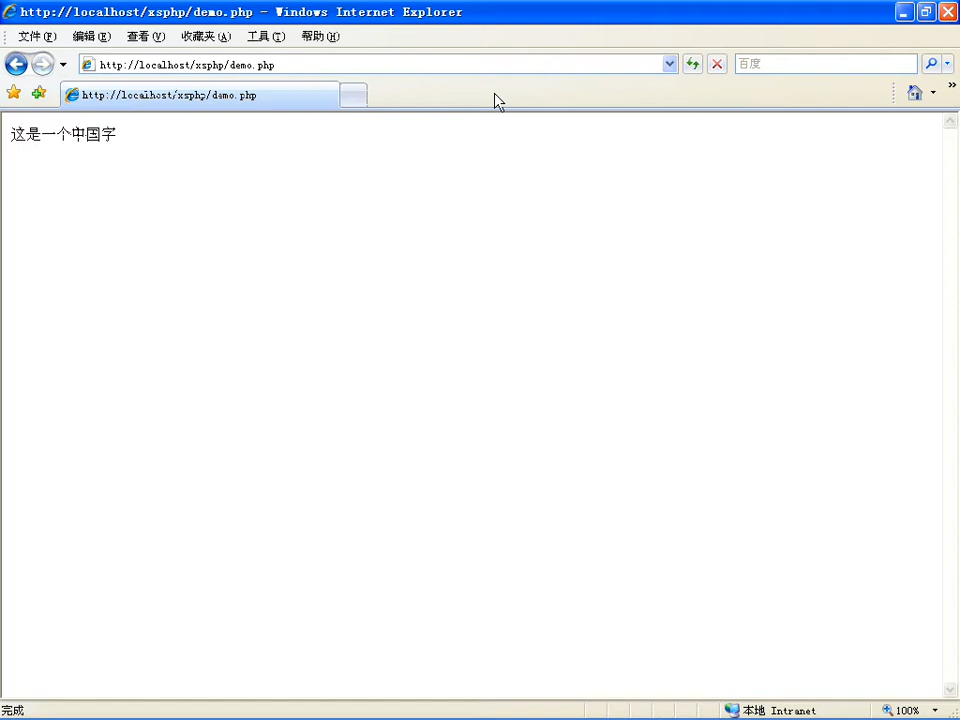 http://localhost/xsphp/demo.php - Windows Internet Explorer
文件(F) 编辑(E) 查看(V) 收藏夹(A) 工具(T) 帮助(H)
http://localhost/xsphp/demo.php 百度
http://localhost/xsphp/demo.php
这是一个中国字
完成 本地 Intranet 100%